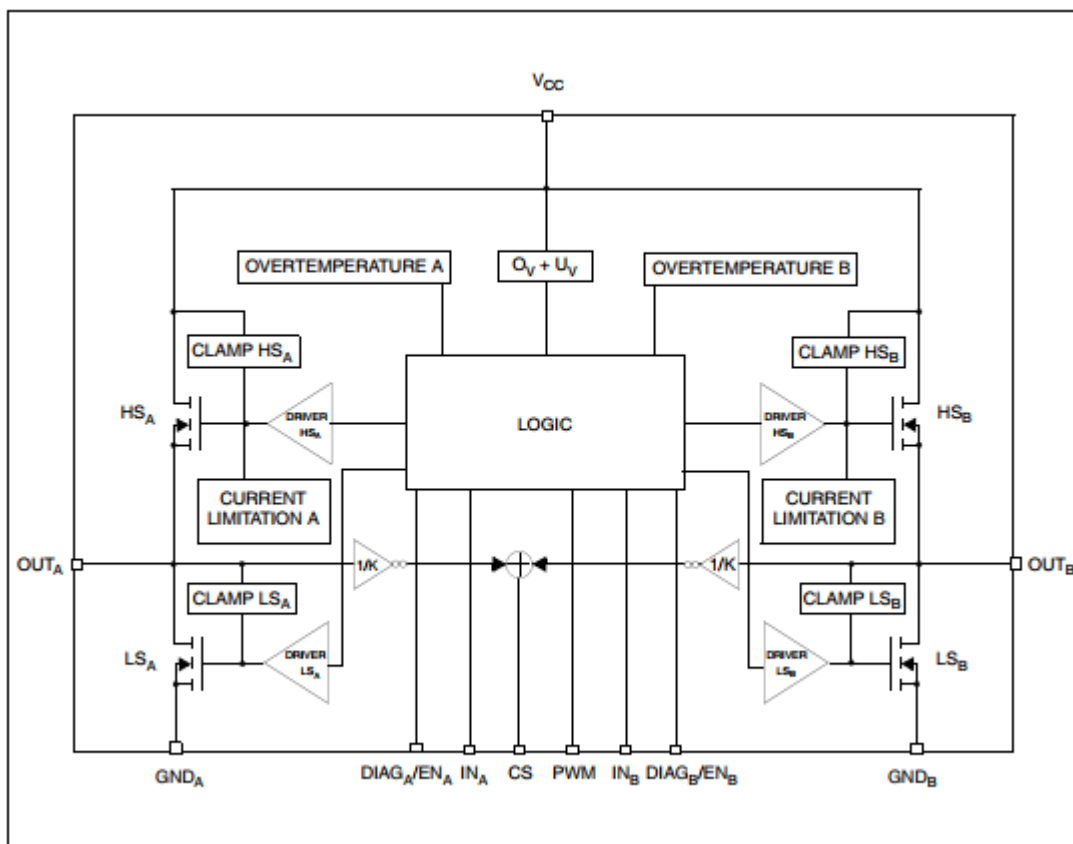 VCC
OVERTEMPERATURE A
OV + UV
OVERTEMPERATURE B
CLAMP HSA
CLAMP HSB
HSA
DRIVER
HSA
LOGIC
DRIVER
HSB
HSB
CURRENT
LIMITATION A
CURRENT
LIMITATION B
OUTA
1/K
1/K
OUTB
CLAMP LSA
CLAMP LSB
LSA
DRIVER
LSA
DRIVER
LSB
LSB
GNDA
DIAGA/ENA
INA
CS
PWM
INB
DIAGB/ENB
GNDB